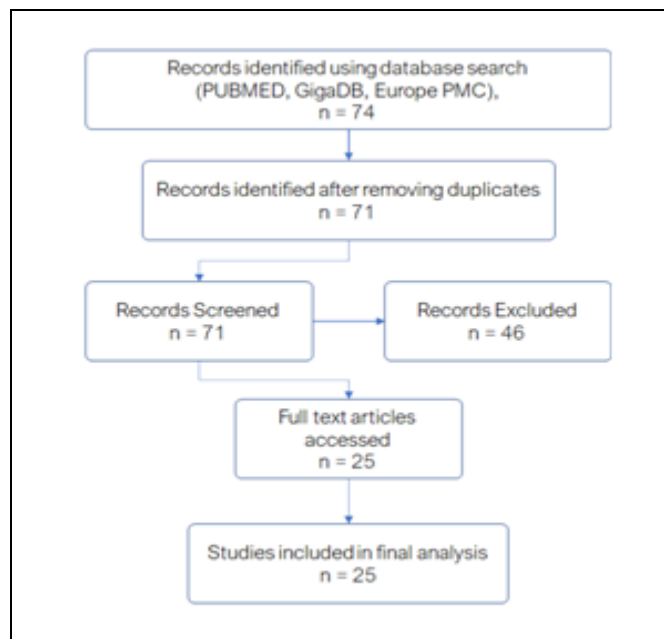 Records identified using database search
(PUBMED, GigaDB, Europe PMC),
n = 74
Records identified after removing duplicates
n = 71
Records Screened
n = 71
Records Excluded
n = 46
Full text articles
accessed
n = 25
Studies included in final analysis
n = 25